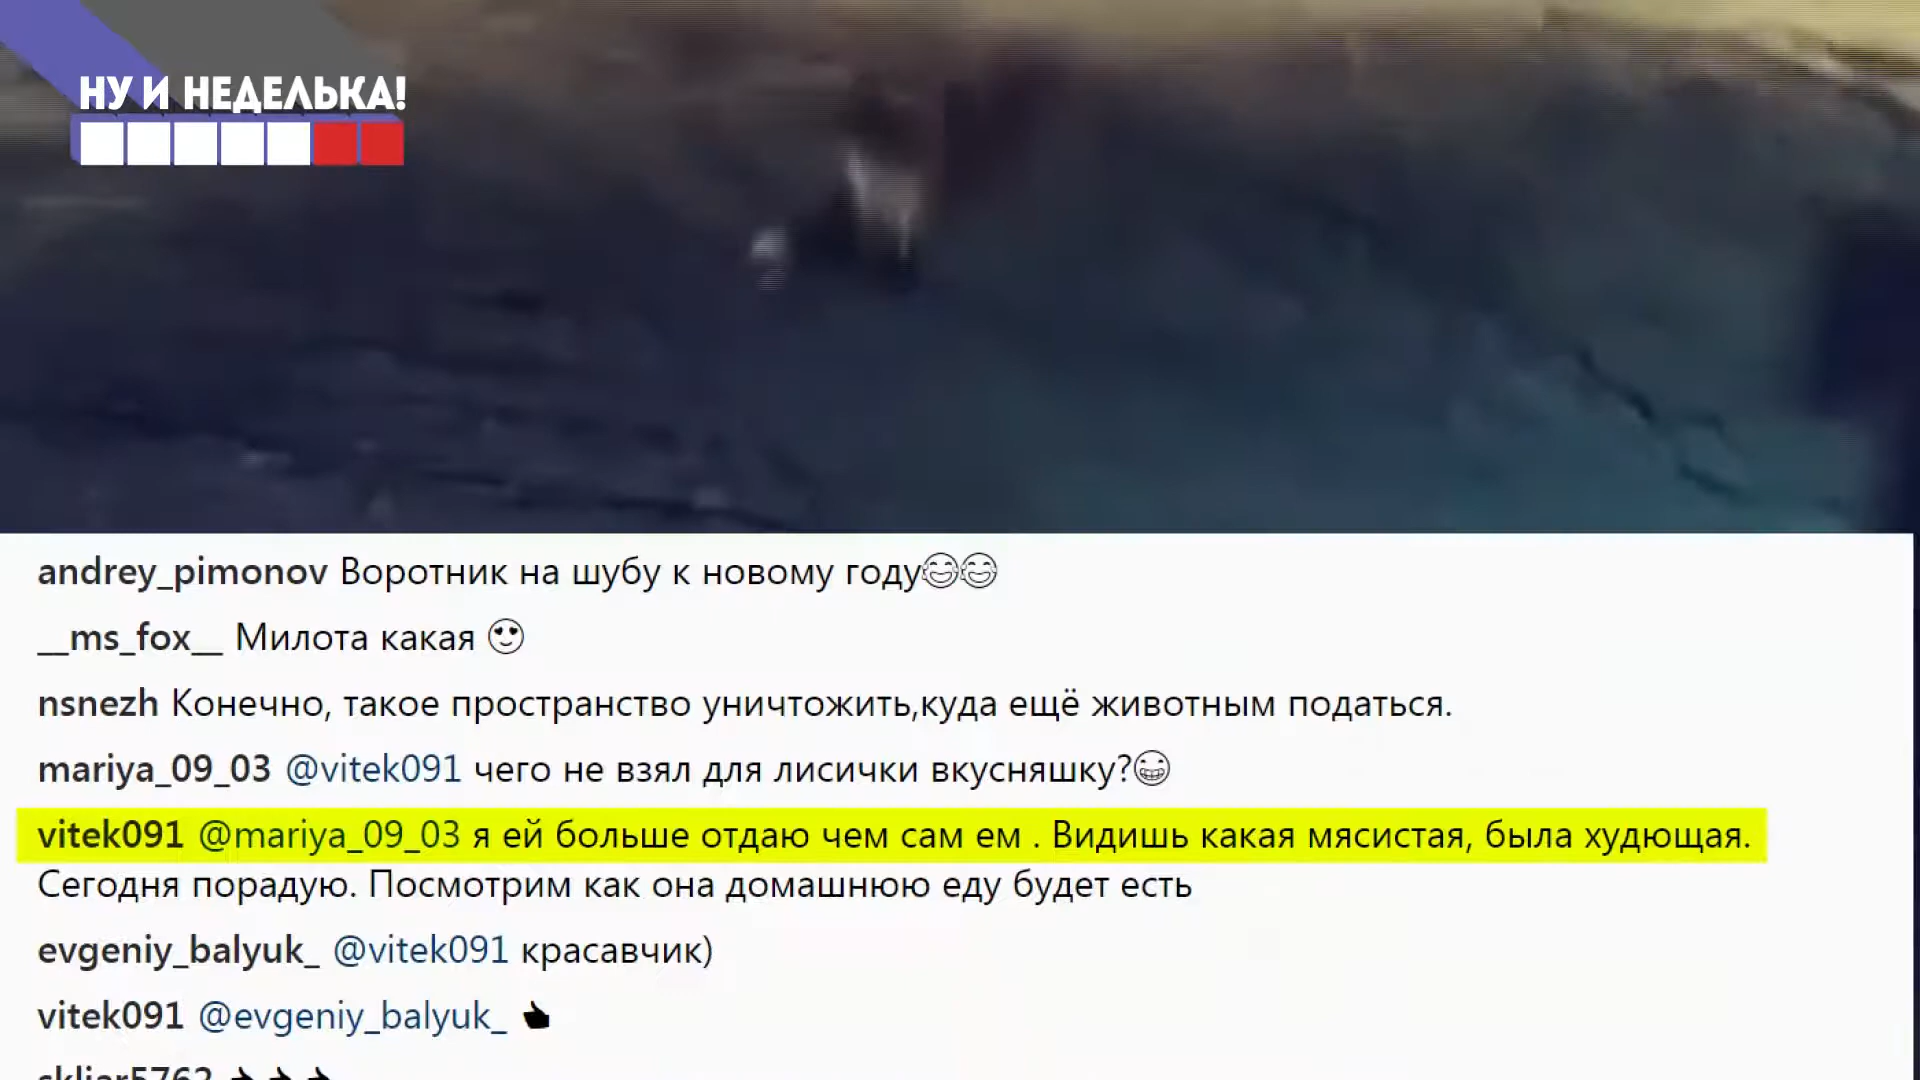 НУ И НЕДЕЛЬКА!
andrey_pimonov Воротник на шубу к новому году😂😂
__ms_fox__ Милота какая 😍
nsnezh Конечно, такое пространство уничтожить,куда ещё животным податься.
mariya_09_03 @vitek091 чего не взял для лисички вкусняшку?😁
vitek091 @mariya_09_03 я ей больше отдаю чем сам ем . Видишь какая мясистая, была худющая.
Сегодня порадую. Посмотрим как она домашнюю еду будет есть
evgeniy_balyuk_ @vitek091 красавчик)
vitek091 @evgeniy_balyuk_ 👍